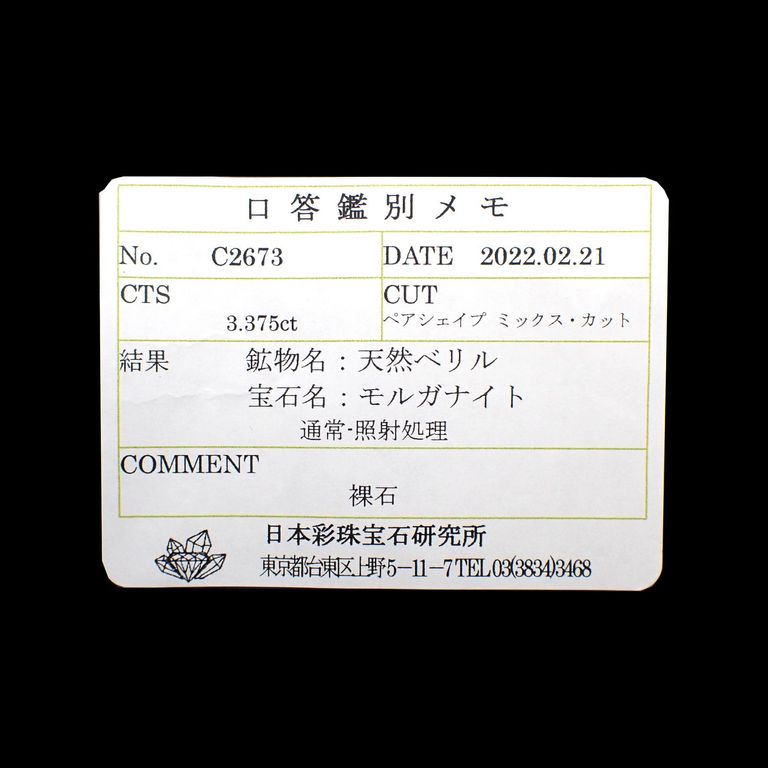 口答鑑別メモ
No. C2673 DATE 2022.02.21
CTS CUT
3.375ct ペアシェイプ ミックス・カット
結果 鉱物名：天然ベリル
宝石名：モルガナイト
通常-照射処理
COMMENT
裸石
日本彩珠宝石研究所
東京都台東区上野5－11－7 TEL 03(3834)3468